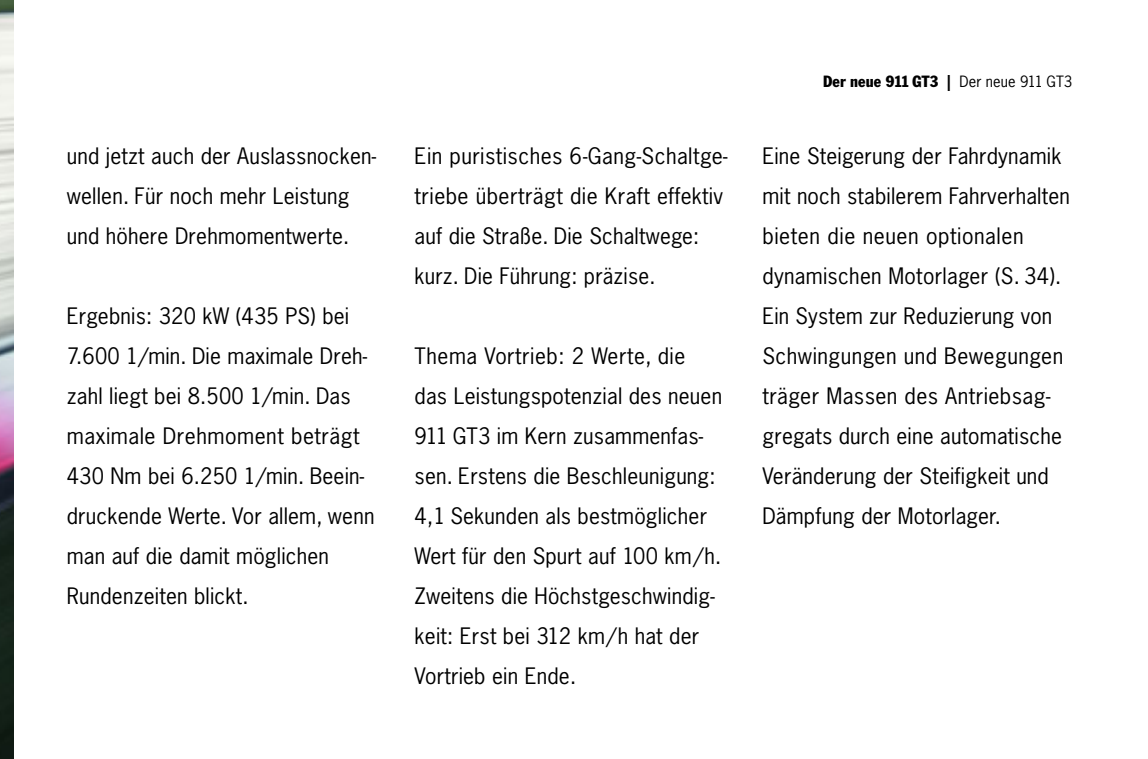 Der neue 911 GT3 | Der neue 911 GT3
und jetzt auch der Auslassnocken-
wellen. Für noch mehr Leistung
und höhere Drehmomentwerte.
Ergebnis: 320 kW (435 PS) bei
7.600 1/min. Die maximale Dreh-
zahl liegt bei 8.500 1/min. Das
maximale Drehmoment beträgt
430 Nm bei 6.250 1/min. Beein-
druckende Werte. Vor allem, wenn
man auf die damit möglichen
Rundenzeiten blickt.
Ein puristisches 6-Gang-Schaltge-
triebe überträgt die Kraft effektiv
auf die Straße. Die Schaltwege:
kurz. Die Führung: präzise.
Thema Vortrieb: 2 Werte, die
das Leistungspotenzial des neuen
911 GT3 im Kern zusammenfas-
sen. Erstens die Beschleunigung:
4,1 Sekunden als bestmöglicher
Wert für den Spurt auf 100 km/h.
Zweitens die Höchstgeschwindig-
keit: Erst bei 312 km/h hat der
Vortrieb ein Ende.
Eine Steigerung der Fahrdynamik
mit noch stabilerem Fahrverhalten
bieten die neuen optionalen
dynamischen Motorlager (S. 34).
Ein System zur Reduzierung von
Schwingungen und Bewegungen
träger Massen des Antriebsag-
gregats durch eine automatische
Veränderung der Steifigkeit und
Dämpfung der Motorlager.